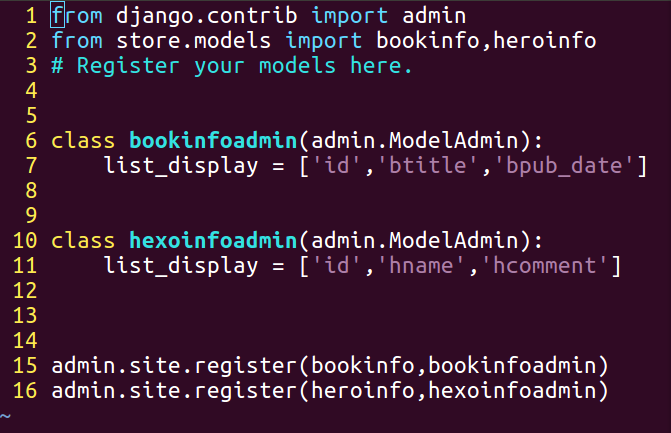 1 from django.contrib import admin
2 from store.models import bookinfo,heroinfo
3 # Register your models here.
4
5
6 class bookinfoadmin(admin.ModelAdmin):
7     list_display = ['id','btitle','bpub_date']
8
9
10 class hexoinfoadmin(admin.ModelAdmin):
11     list_display = ['id','hname','hcomment']
12
13
14
15 admin.site.register(bookinfo,bookinfoadmin)
16 admin.site.register(heroinfo,hexoinfoadmin)
~